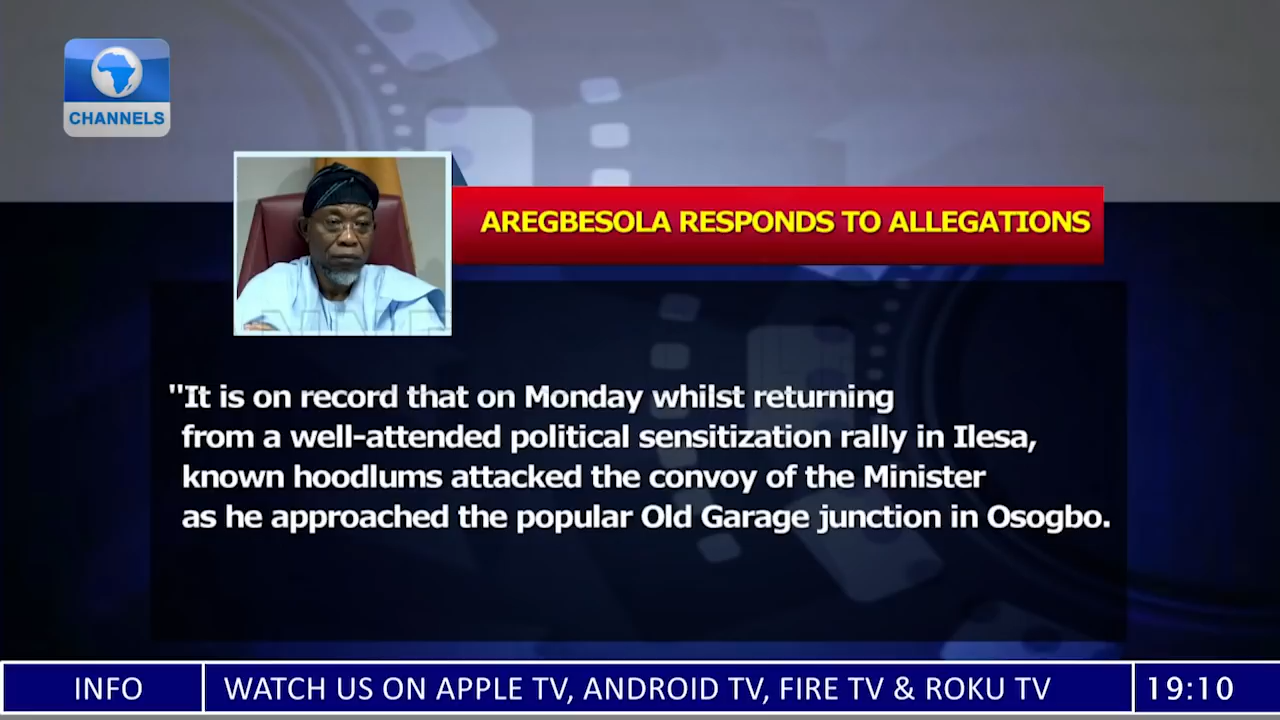 CHANNELS
AREGBESOLA RESPONDS TO ALLEGATIONS
"It is on record that on Monday whilst returning
from a well-attended political sensitization rally in Ilesa,
known hoodlums attacked the convoy of the Minister
as he approached the popular Old Garage junction in Osogbo.
INFO
WATCH US ON APPLE TV, ANDROID TV, FIRE TV & ROKU TV
19:10